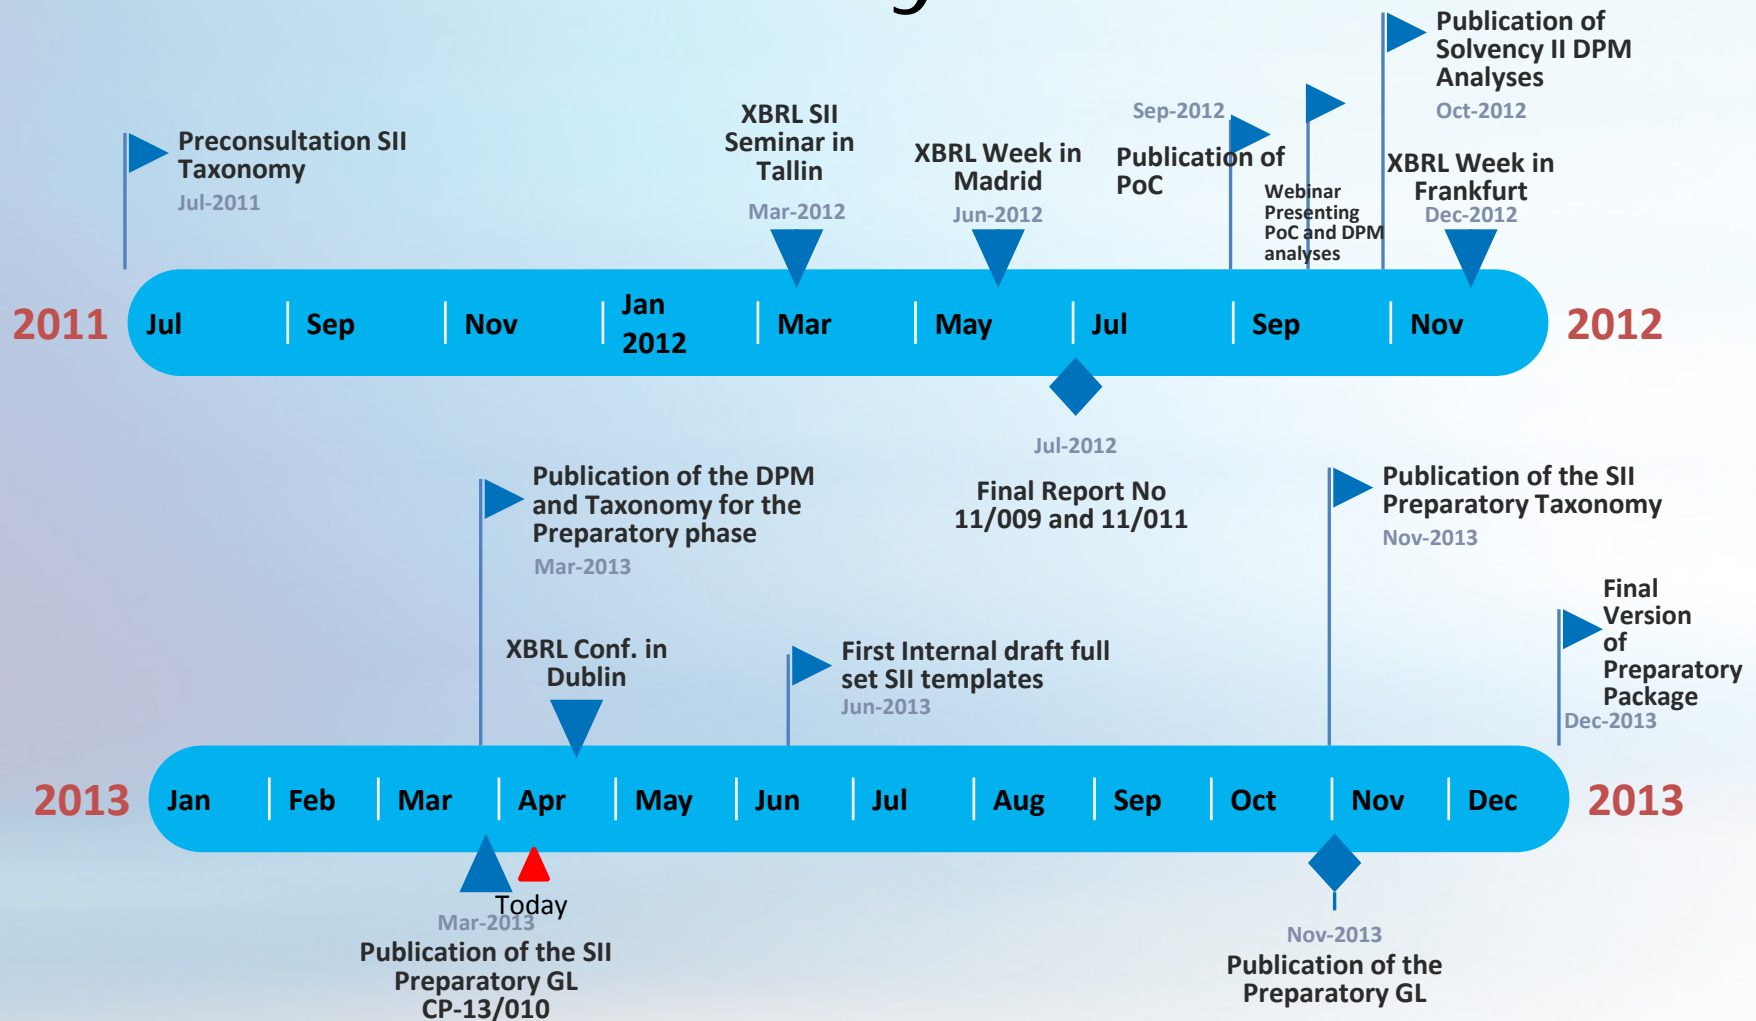 Preconsultation SII
Taxonomy
Jul-2011
XBRL SII
Seminar in
Tallin
Mar-2012
XBRL Week in
Madrid
Jun-2012
Sep-2012
Publication of
PoC
Webinar
Presenting
PoC and DPM
analyses
Publication of
Solvency II DPM
Analyses
Oct-2012
XBRL Week in
Frankfurt
Dec-2012
2011
Jul
Sep
Nov
Jan
2012
Mar
May
Jul
Sep
Nov
2012
Jul-2012
Final Report No
11/009 and 11/011
Publication of the DPM
and Taxonomy for the
Preparatory phase
Mar-2013
XBRL Conf. in
Dublin
First Internal draft full
set SII templates
Jun-2013
Publication of the SII
Preparatory Taxonomy
Nov-2013
Final
Version
of
Preparatory
Package
Dec-2013
2013
Jan
Feb
Mar
Apr
May
Jun
Jul
Aug
Sep
Oct
Nov
Dec
2013
Today
Mar-2013
Publication of the SII
Preparatory GL
CP-13/010
Nov-2013
Publication of the
Preparatory GL